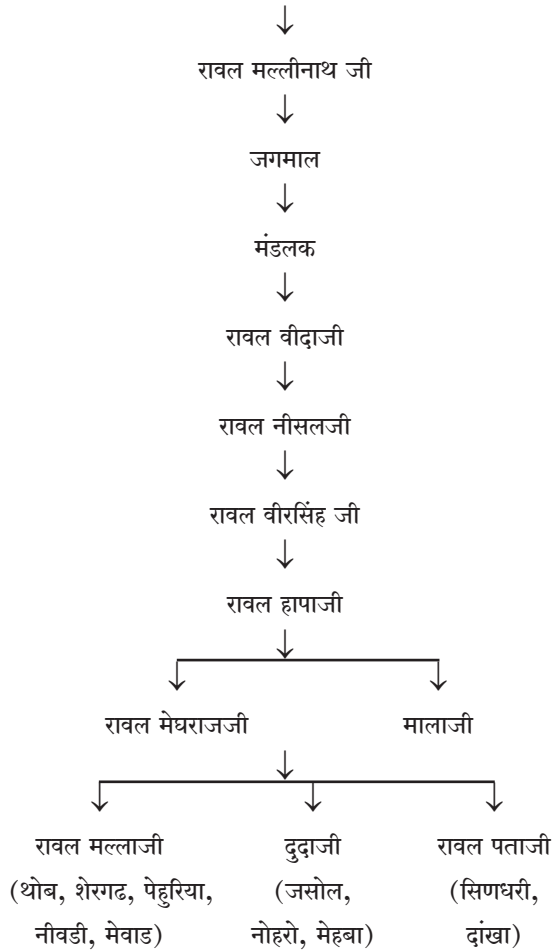 रावल मल्लीनाथ जी
जगमाल
मंडलक
रावल वीदाजी
रावल नीसलजी
रावल वीरसिंह जी
रावल हापाजी
रावल मेघराजजी मालाजी
रावल मल्लाजी दुदाजी रावल पताजी
(थोब, शेरगढ, पेहुरिया, (जसोल, (सिणधरी,
नीवडी, मेवाड) नोहरो, मेहबा) दांखा)